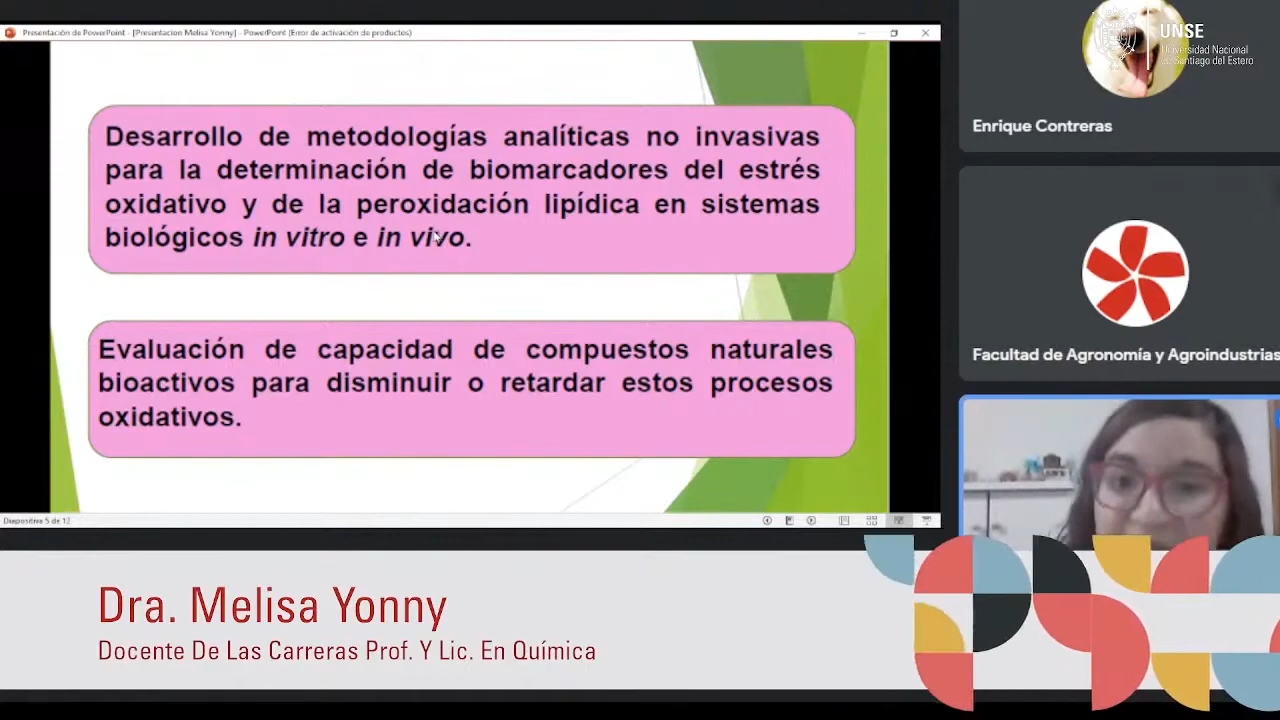 Presentación de PowerPoint - [Presentacion Melisa Yonny] - PowerPoint (Error de activación de productos)
Desarrollo de metodologías analíticas no invasivas
para la determinación de biomarcadores del estrés
oxidativo y de la peroxidación lipídica en sistemas
biológicos in vitro e in vivo.
Evaluación de capacidad de compuestos naturales
bioactivos para disminuir o retardar estos procesos
oxidativos.
Diapositiva 5 de 12
UNSE
Universidad Nacional
de Santiago del Estero
Enrique Contreras
Facultad de Agronomía y Agroindustrias
Dra. Melisa Yonny
Docente De Las Carreras Prof. Y Lic. En Química